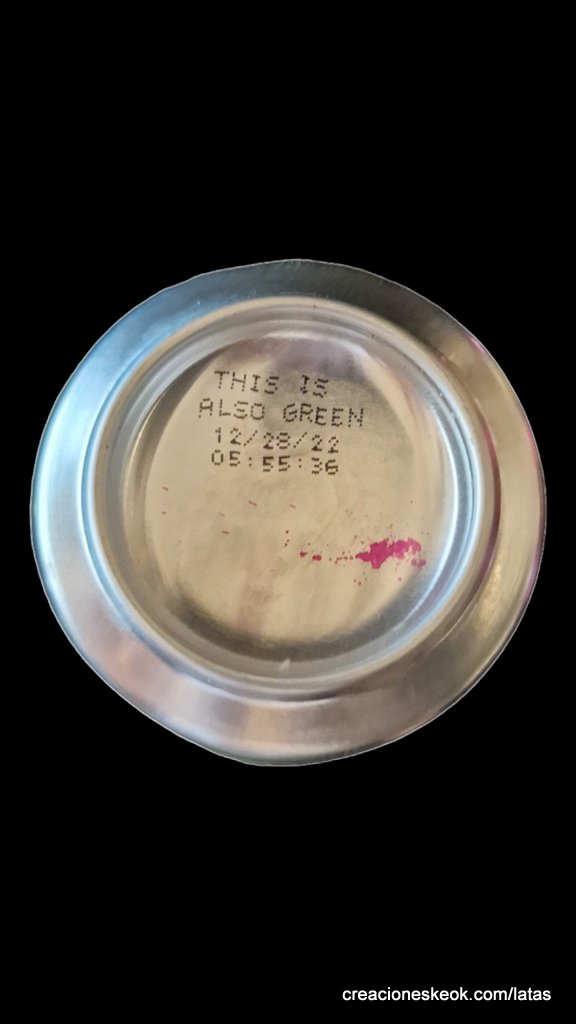 THIS IS
ALSO GREEN
12/28/22
05:55:36
creacioneskeok.com/latas